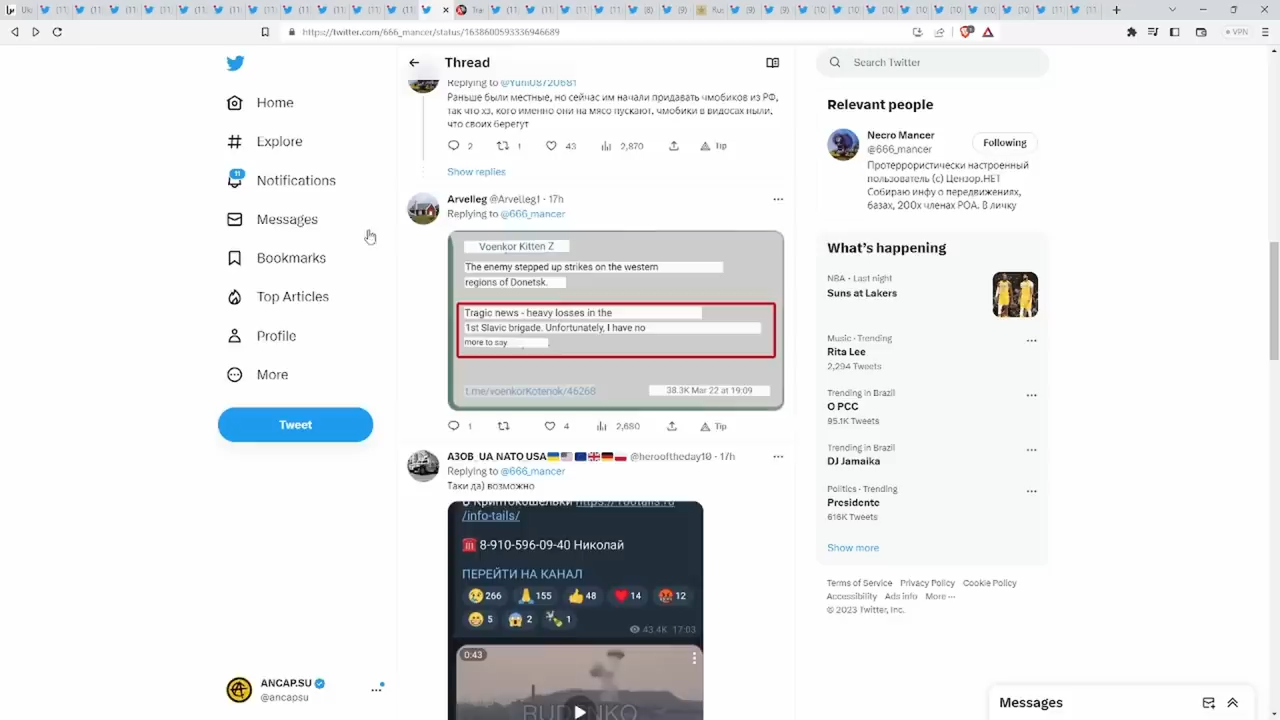 https://twitter.com/666_mancer/status/1638600593336946689
VPN
Home
Explore
11
Notifications
Messages
Bookmarks
Top Articles
Profile
More
Tweet
ANCAP.SU
@ancapsu
Thread
Replying to @Yurii08720681
Раньше были местные, но сейчас им начали придавать чмобиков из РФ,
так что хз, кого именно они на мясо пускают, чмобики в видосах ныли,
что своих берегут
2 1 43 2,870 Tip
Show replies
Arvelleg @Arvelleg1 · 17h
Replying to @666_mancer
Voenkor Kitten Z
The enemy stepped up strikes on the western
regions of Donetsk.
Tragic news - heavy losses in the
1st Slavic brigade. Unfortunately, I have no
more to say.
t.me/voenkorKotenok/46268
38.3K Mar 22 at 19:09
1 4 2,680 Tip
АЗОВ UA NATO USA @herooftheday10 · 17h
Replying to @666_mancer
Таки да) возможно
/info-tails/
8-910-596-09-40 Николай
ПЕРЕЙТИ НА КАНАЛ
266 155 48 14 12
5 2 1
43.4K 17:03
0:43
RUDENKO
Search Twitter
Relevant people
Necro Mancer
@666_mancer
Following
Протеррористически настроенный
пользователь (с) Цензор.НЕТ
Собираю инфу о передвижениях,
базах, 200х членах РОА. В личку
What's happening
NBA · Last night
Suns at Lakers
Music · Trending
Rita Lee
2,294 Tweets
Trending in Brazil
O PCC
95.1K Tweets
Trending in Brazil
DJ Jamaika
Politics · Trending
Presidente
616K Tweets
Show more
Terms of Service Privacy Policy Cookie Policy
Accessibility Ads info More ···
© 2023 Twitter, Inc.
Messages